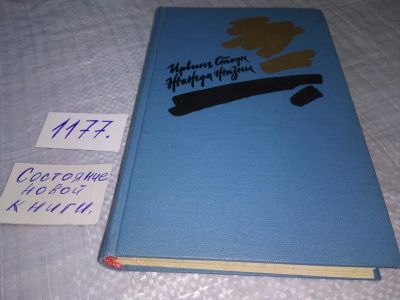 Ирвинг Стоун
Жажда жизни
1177.
Состояние
новой
книги.